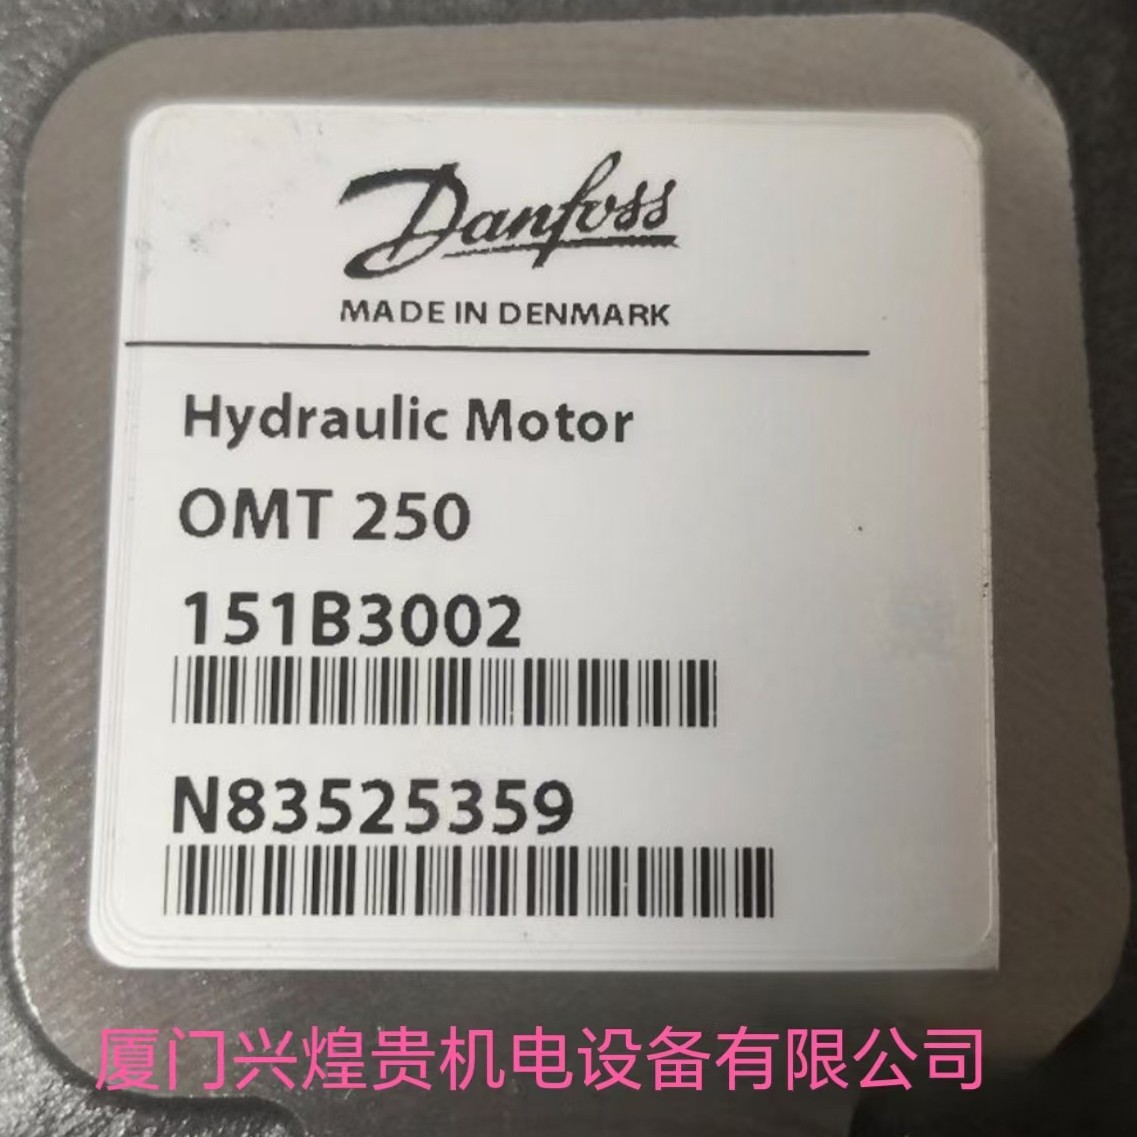 Danfoss
MADE IN DENMARK
Hydraulic Motor
OMT 250
151B3002
N83525359
厦门兴煌贵机电设备有限公司